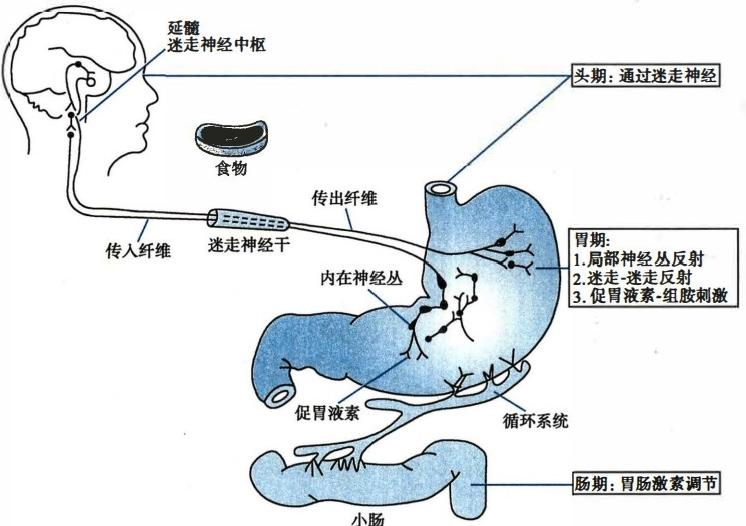 延髓
迷走神经中枢
头期：通过迷走神经
食物
传出纤维
传入纤维
迷走神经干
胃期:
1.局部神经丛反射
2.迷走-迷走反射
3.促胃液素-组胺刺激
内在神经丛
促胃液素
循环系统
肠期：胃肠激素调节
小肠